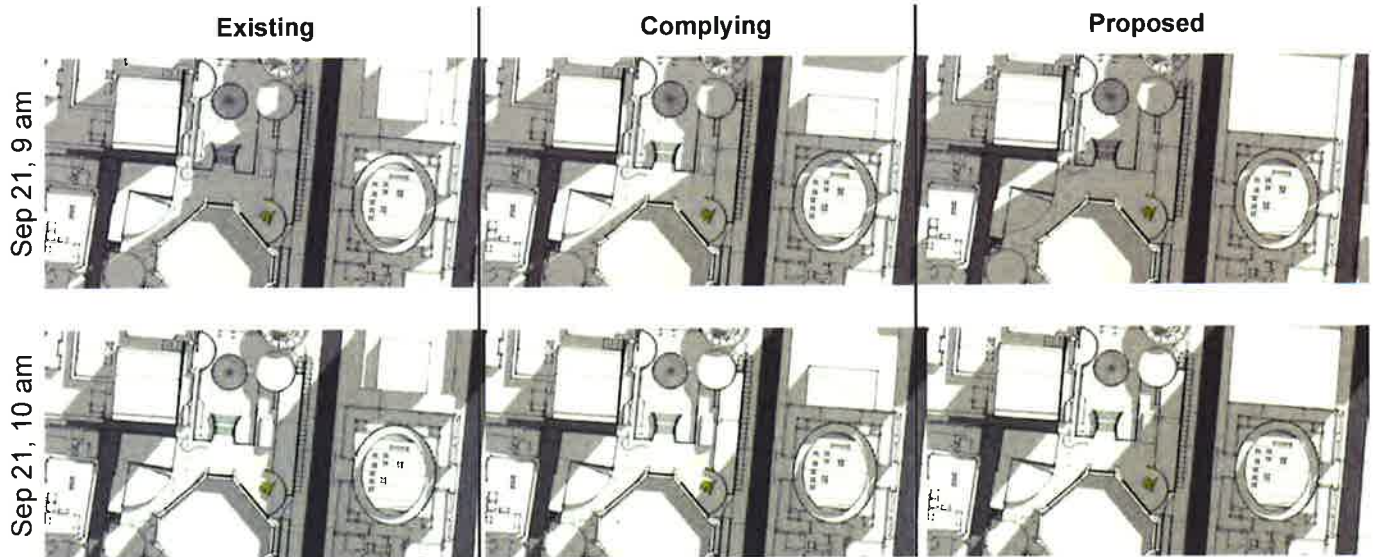 Existing
Complying
Proposed
Sep 21, 9 am
Sep 21, 10 am